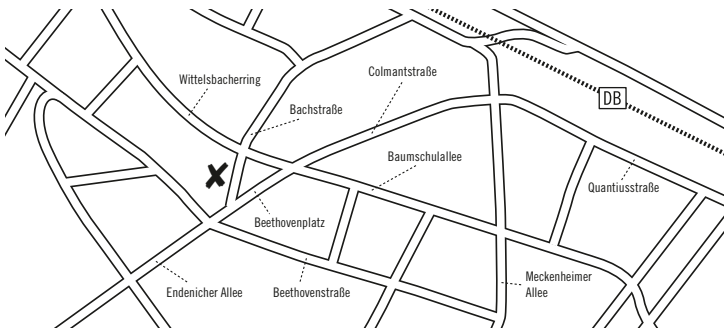 Wittelsbacherring
Colmantstraße
Bachstraße
DB
Baumschulallee
Quantiusstraße
Beethovenplatz
Endenicher Allee
Beethovenstraße
Meckenheimer
Allee